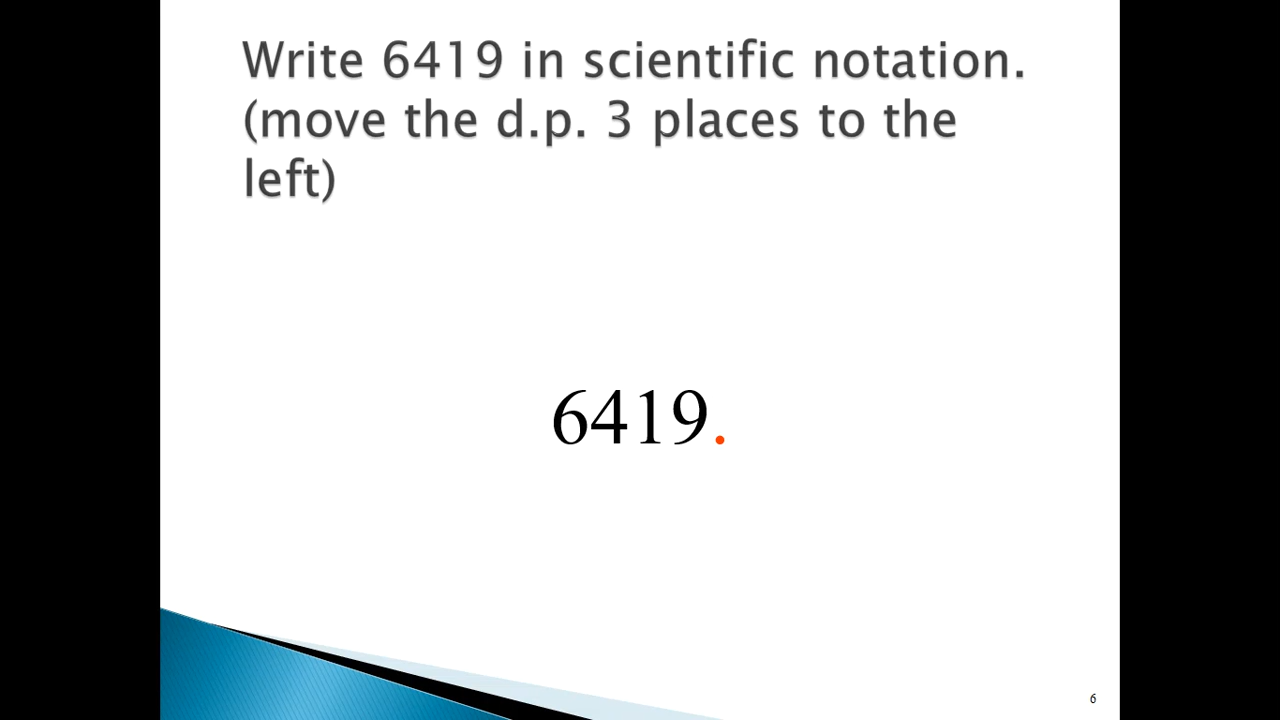 Write 6419 in scientific notation.
(move the d.p. 3 places to the
left)
6419.
6